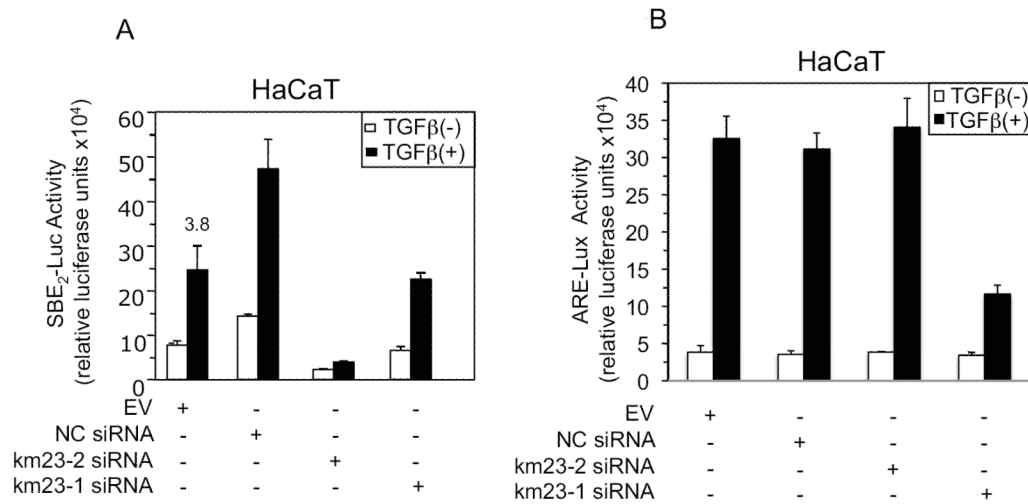 A
HaCaT
SBE₂-Luc Activity
(relative luciferase units x10⁴)
60
50
40
30
20
10
0
TGFβ(-)
TGFβ(+)
3.8
EV + - - -
NC siRNA - + - -
km23-2 siRNA - - + -
km23-1 siRNA - - - +
B
HaCaT
ARE-Lux Activity
(relative luciferase units x10⁴)
40
35
30
25
20
15
10
5
0
TGFβ(-)
TGFβ(+)
EV + - - -
NC siRNA - + - -
km23-2 siRNA - - + -
km23-1 siRNA - - - +